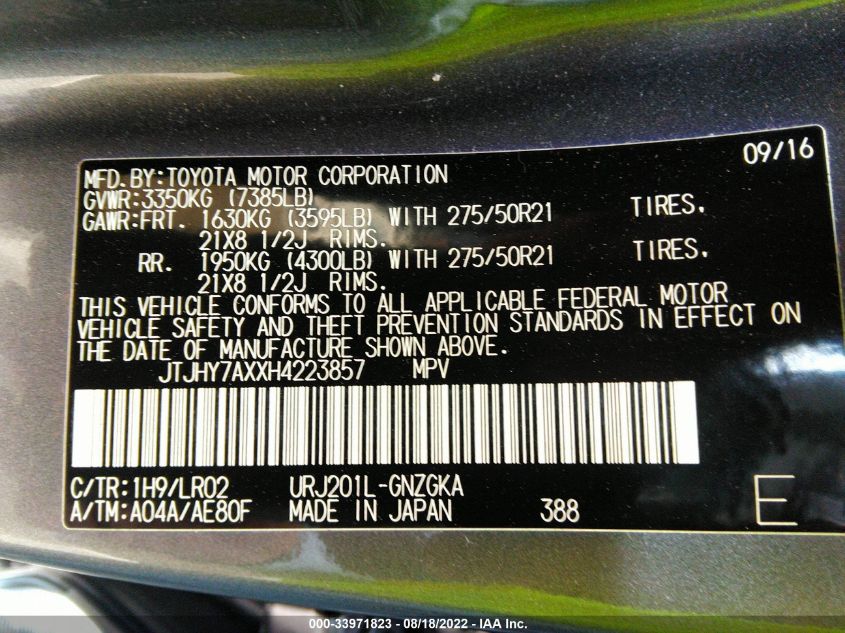 09/16
MFD.BY:TOYOTA MOTOR CORPORATION
GVWR:3350KG (7385LB)
GAWR:FRT. 1630KG (3595LB) WITH 275/50R21 TIRES,
21X8 1/2J RIMS.
RR. 1950KG (4300LB) WITH 275/50R21 TIRES,
21X8 1/2J RIMS.
THIS VEHICLE CONFORMS TO ALL APPLICABLE FEDERAL MOTOR
VEHICLE SAFETY AND THEFT PREVENTION STANDARDS IN EFFECT ON
THE DATE OF MANUFACTURE SHOWN ABOVE.
JTJHY7AXXH4223857 MPV
C/TR:1H9/LR02 URJ201L-GNZGKA
A/TM:A04A/AE80F MADE IN JAPAN 388 E
000-33971823 - 08/18/2022 - IAA Inc.